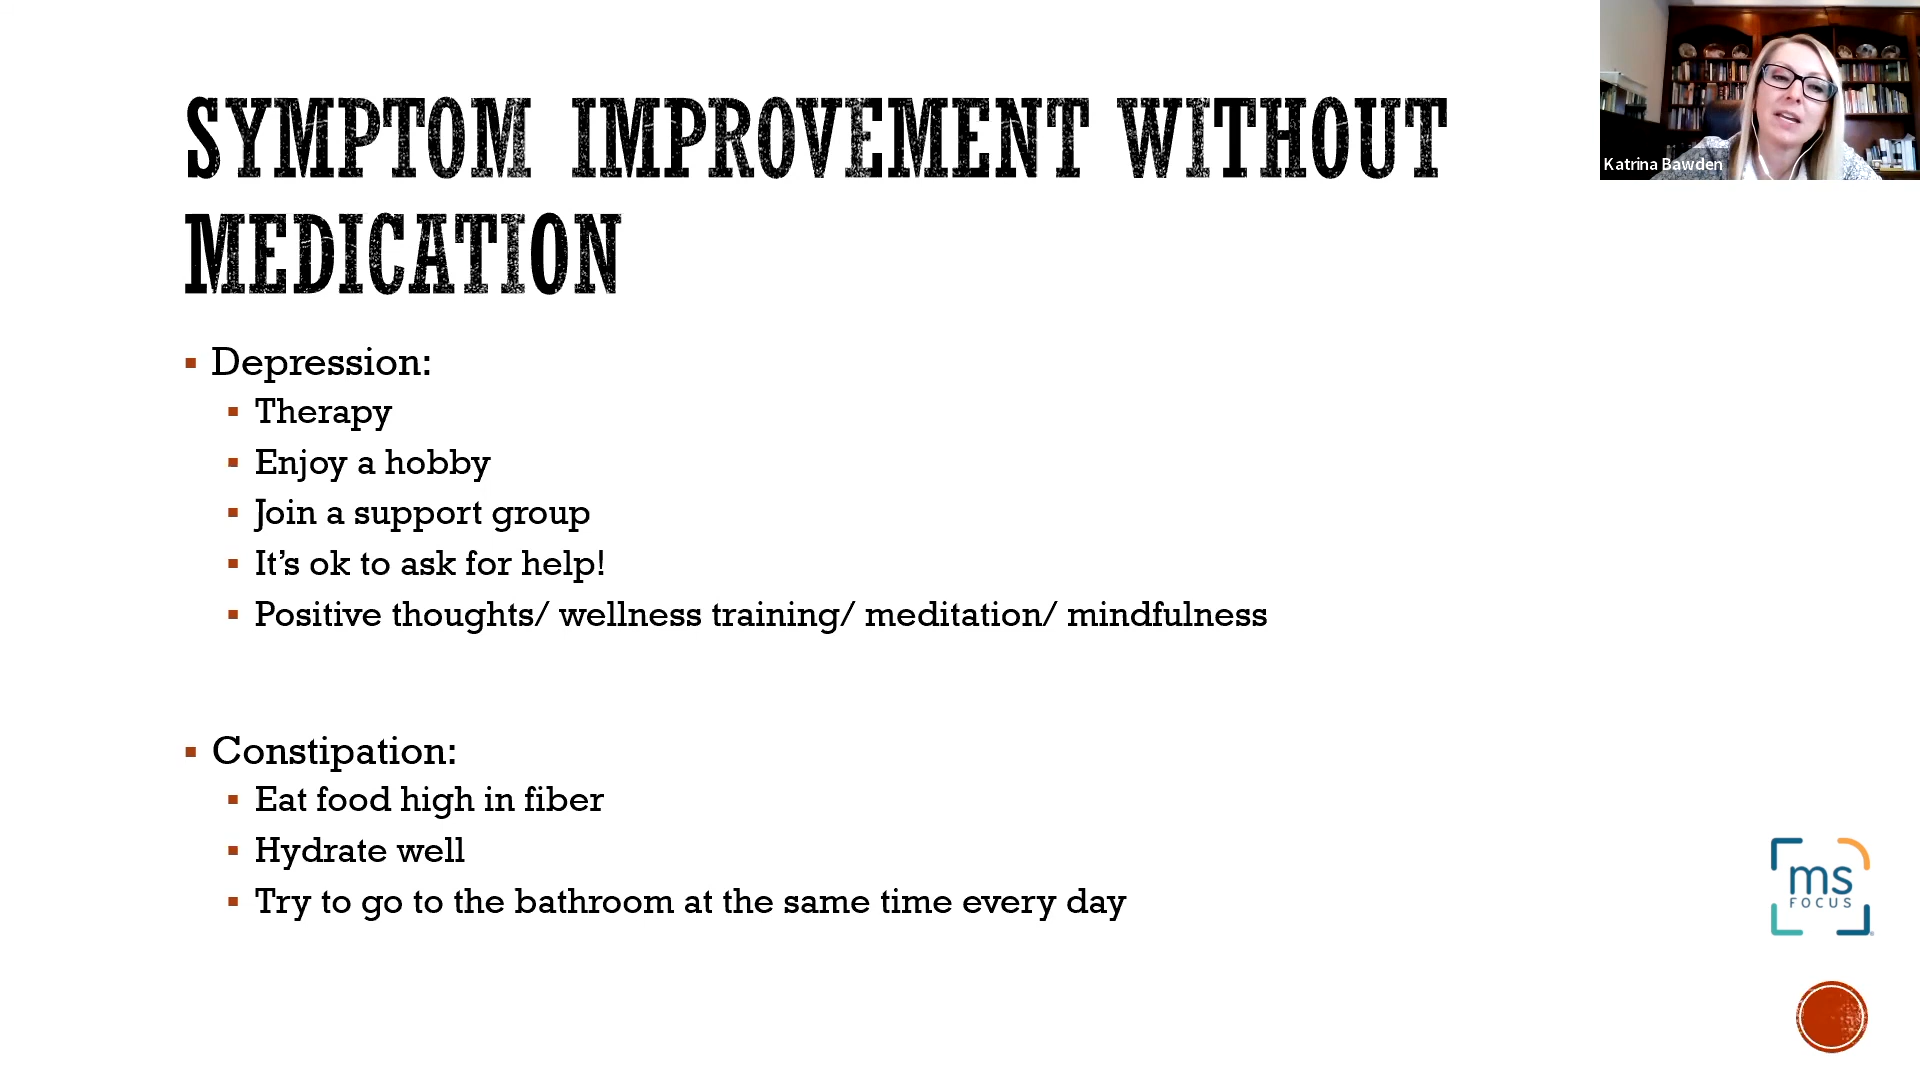 SYMPTOM IMPROVEMENT WITHOUT
MEDICATION
Katrina Bawden
Depression:
Therapy
Enjoy a hobby
Join a support group
It’s ok to ask for help!
Positive thoughts/ wellness training/ meditation/ mindfulness
Constipation:
Eat food high in fiber
Hydrate well
Try to go to the bathroom at the same time every day
ms
FOCUS